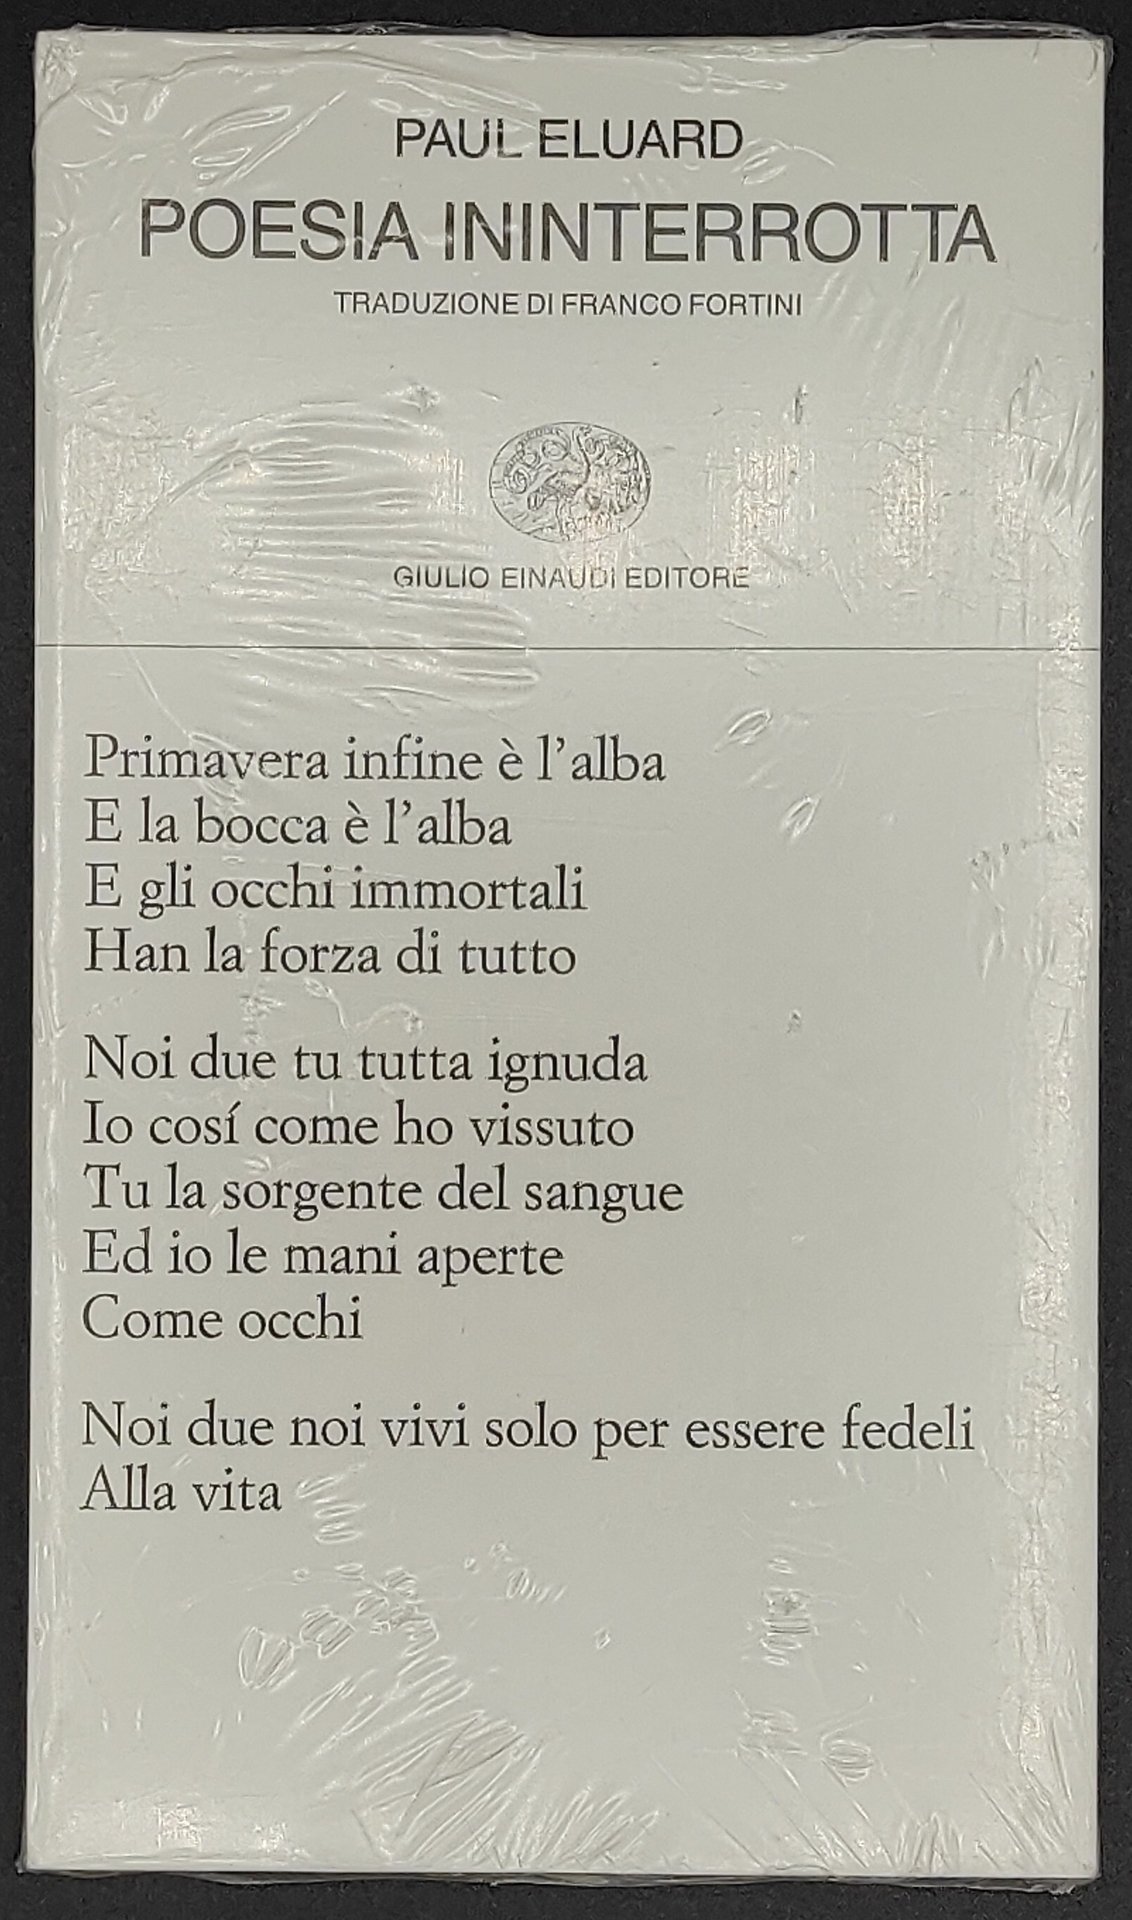 PAUL ELUARD
POESIA ININTERROTTA
TRADUZIONE DI FRANCO FORTINI
GIULIO EINAUDI EDITORE
Primavera infine è l'alba
E la bocca è l'alba
E gli occhi immortali
Han la forza di tutto
Noi due tu tutta ignuda
Io cosí come ho vissuto
Tu la sorgente del sangue
Ed io le mani aperte
Come occhi
Noi due noi vivi solo per essere fedeli
Alla vita